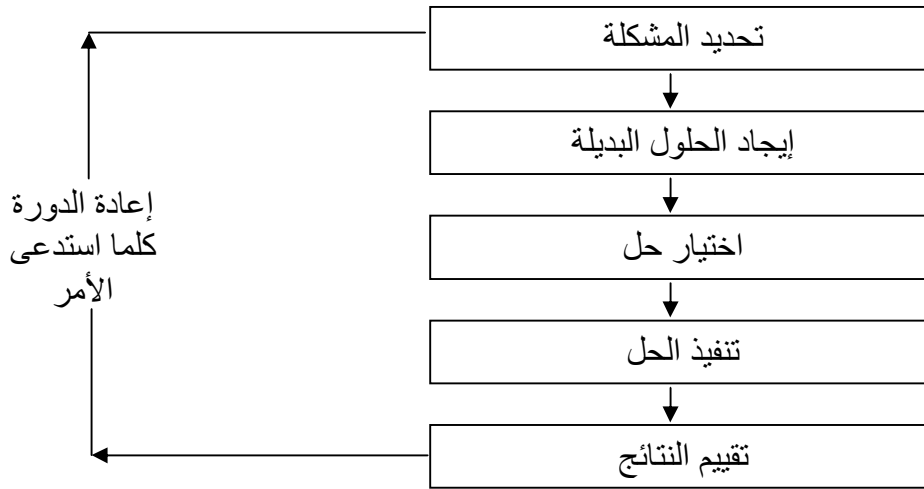 تحديد المشكلة
إيجاد الحلول البديلة
اختيار حل
تنفيذ الحل
تقييم النتائج
إعادة الدورة
كلما استدعى
الأمر